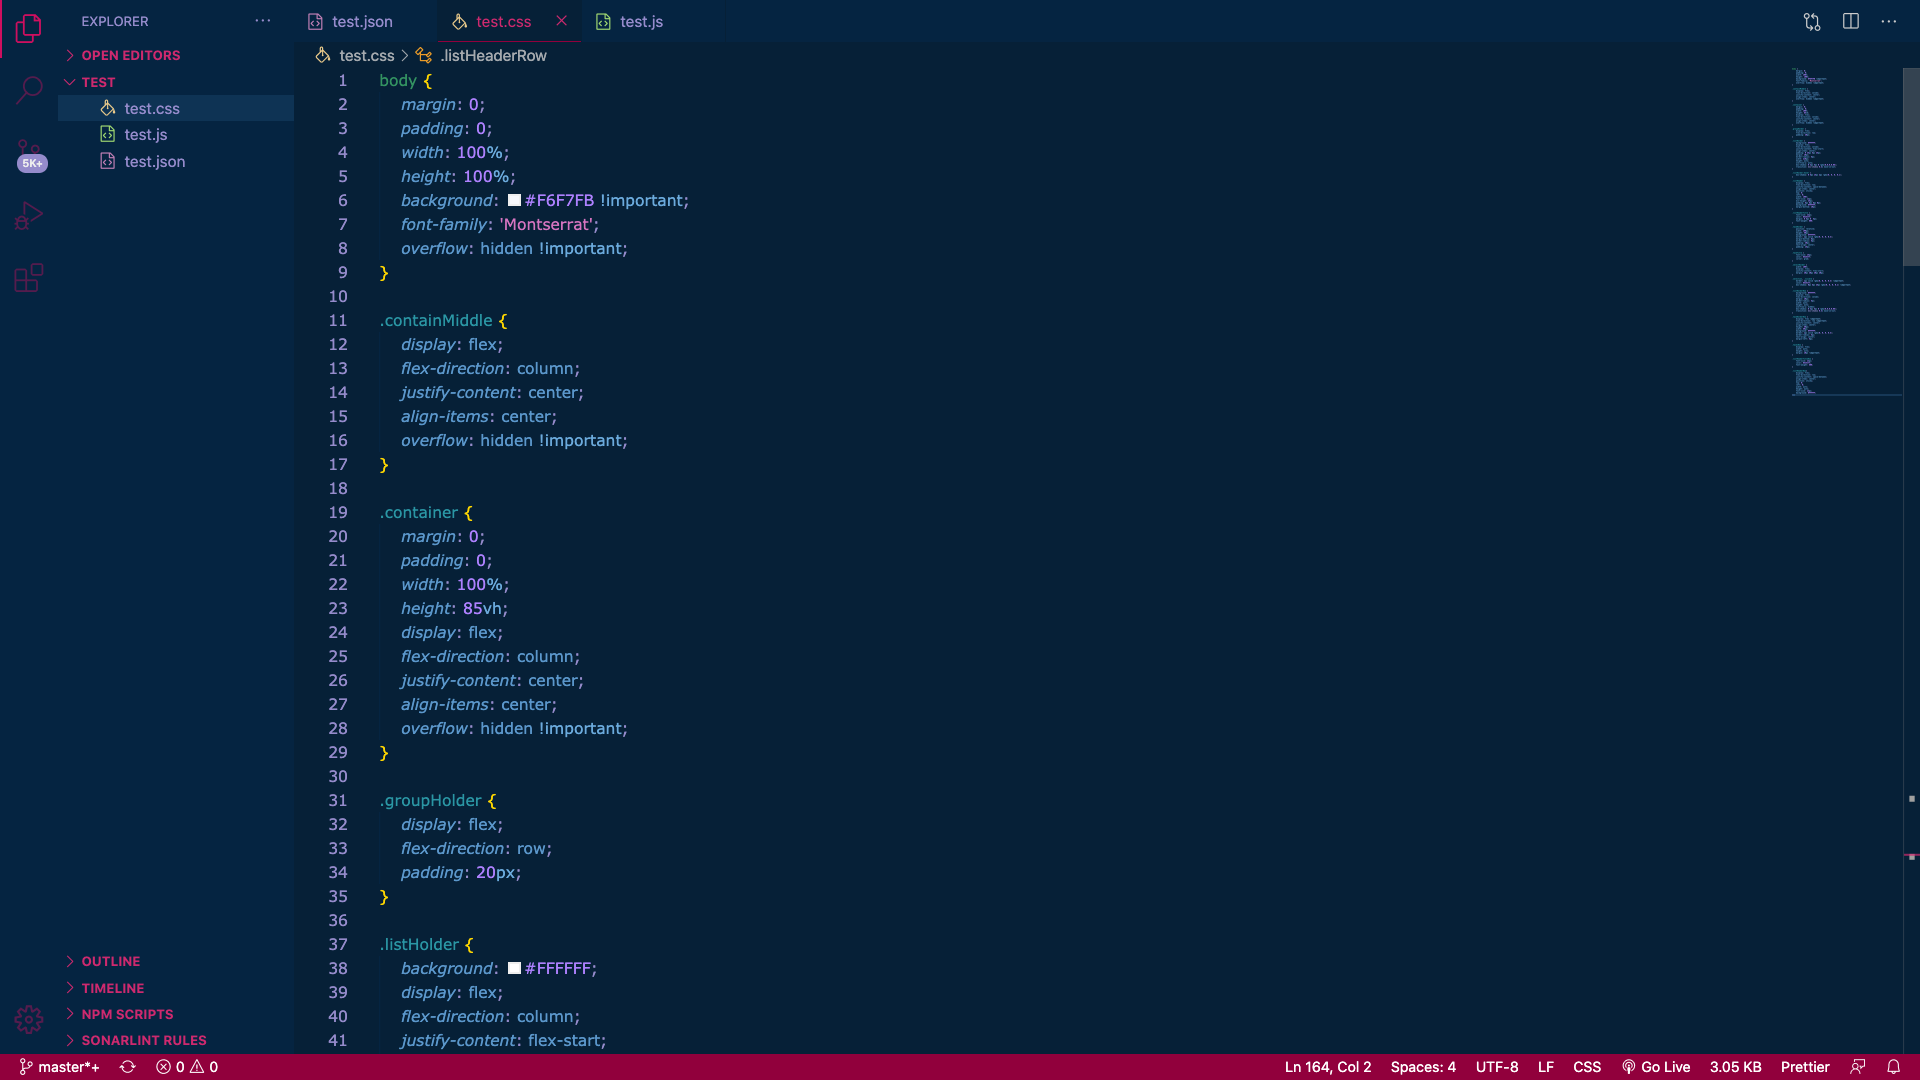 EXPLORER
OPEN EDITORS
TEST
test.css
test.js
test.json
5K+
OUTLINE
TIMELINE
NPM SCRIPTS
SONARLINT RULES
test.json
test.css
test.js
test.css > .listHeaderRow
1 body {
2 margin: 0;
3 padding: 0;
4 width: 100%;
5 height: 100%;
6 background: #F6F7FB !important;
7 font-family: 'Montserrat';
8 overflow: hidden !important;
9 }
10
11 .containMiddle {
12 display: flex;
13 flex-direction: column;
14 justify-content: center;
15 align-items: center;
16 overflow: hidden !important;
17 }
18
19 .container {
20 margin: 0;
21 padding: 0;
22 width: 100%;
23 height: 85vh;
24 display: flex;
25 flex-direction: column;
26 justify-content: center;
27 align-items: center;
28 overflow: hidden !important;
29 }
30
31 .groupHolder {
32 display: flex;
33 flex-direction: row;
34 padding: 20px;
35 }
36
37 .listHolder {
38 background: #FFFFFF;
39 display: flex;
40 flex-direction: column;
41 justify-content: flex-start;
master*+ 0 0 Ln 164, Col 2 Spaces: 4 UTF-8 LF CSS Go Live 3.05 KB Prettier